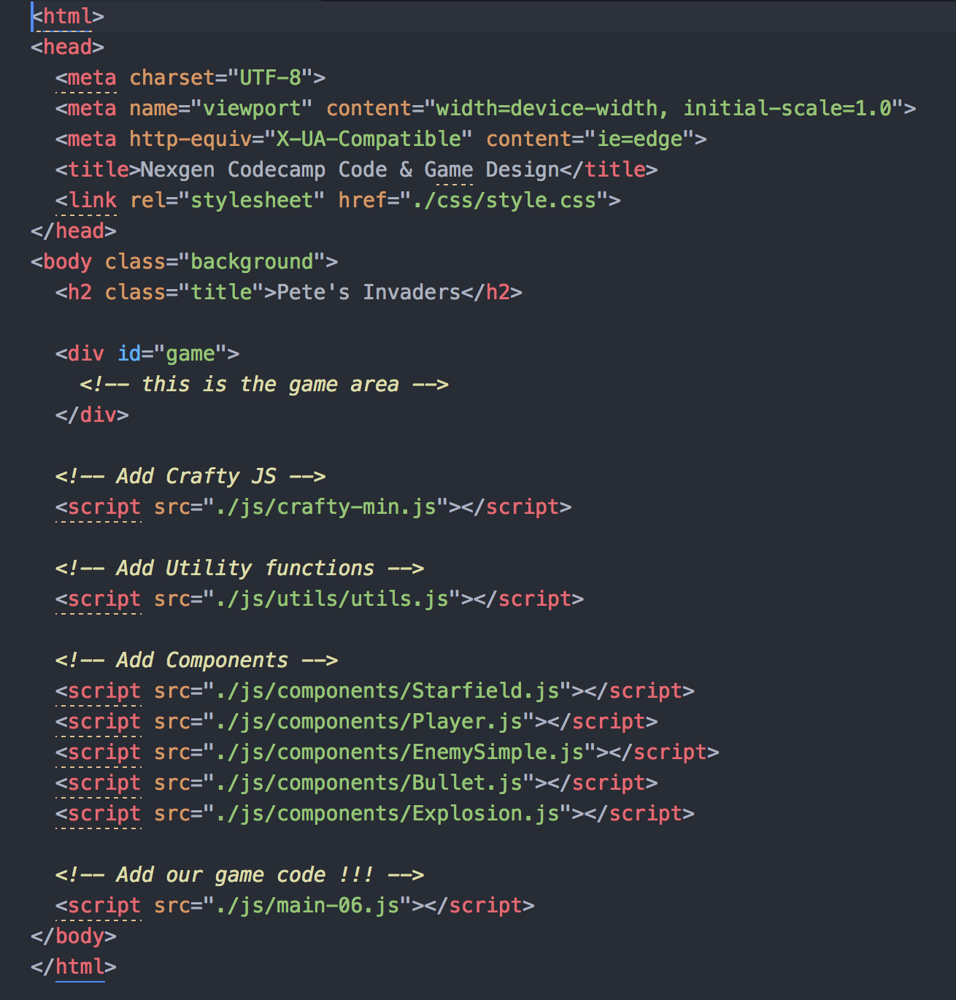 <html>
<head>
  <meta charset="UTF-8">
  <meta name="viewport" content="width=device-width, initial-scale=1.0">
  <meta http-equiv="X-UA-Compatible" content="ie=edge">
  <title>Nexgen Codecamp Code & Game Design</title>
  <link rel="stylesheet" href="./css/style.css">
</head>
<body class="background">
  <h2 class="title">Pete's Invaders</h2>

  <div id="game">
    <!-- this is the game area -->
  </div>

  <!-- Add Crafty JS -->
  <script src="./js/crafty-min.js"></script>

  <!-- Add Utility functions -->
  <script src="./js/utils/utils.js"></script>

  <!-- Add Components -->
  <script src="./js/components/Starfield.js"></script>
  <script src="./js/components/Player.js"></script>
  <script src="./js/components/EnemySimple.js"></script>
  <script src="./js/components/Bullet.js"></script>
  <script src="./js/components/Explosion.js"></script>

  <!-- Add our game code !!! -->
  <script src="./js/main-06.js"></script>
</body>
</html>